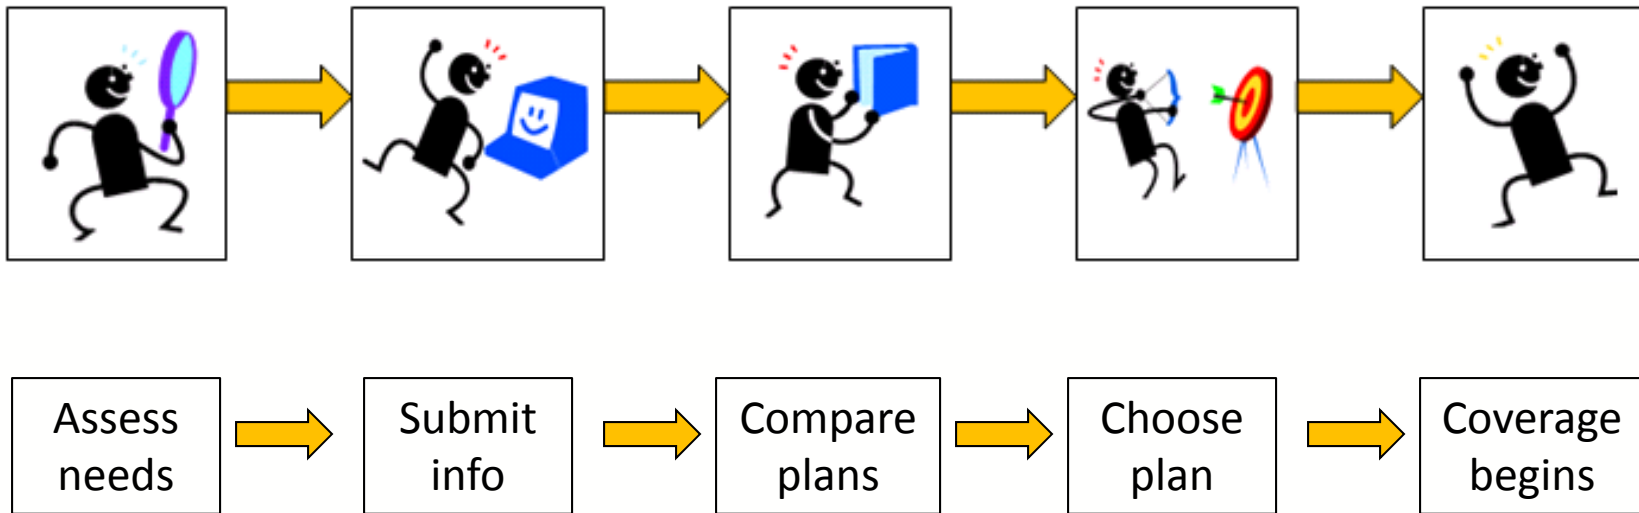 Assess
needs
Submit
info
Compare
plans
Choose
plan
Coverage
begins